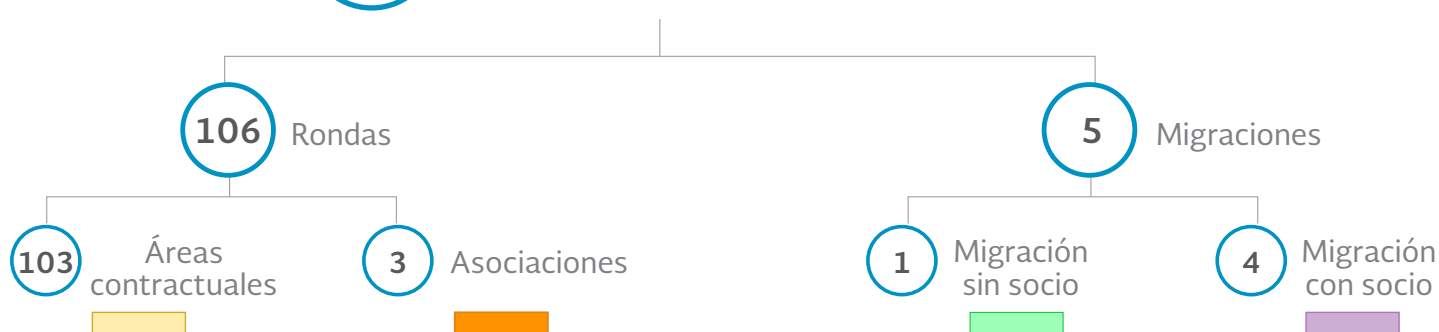 106 Rondas
5 Migraciones
103 Áreas
contractuales
3 Asociaciones
1 Migración
sin socio
4 Migración
con socio